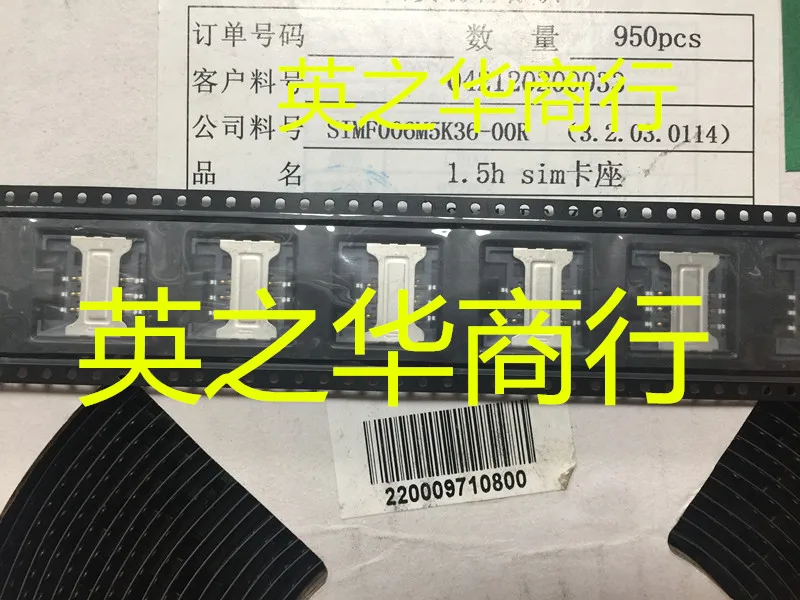 订单号码 数 量 950pcs
客户料号
英之华商行
公司料号 SIMF006M5K36-00R (3.2.03.0114)
品 名 1.5h sim卡座
英之华商行
220009710800